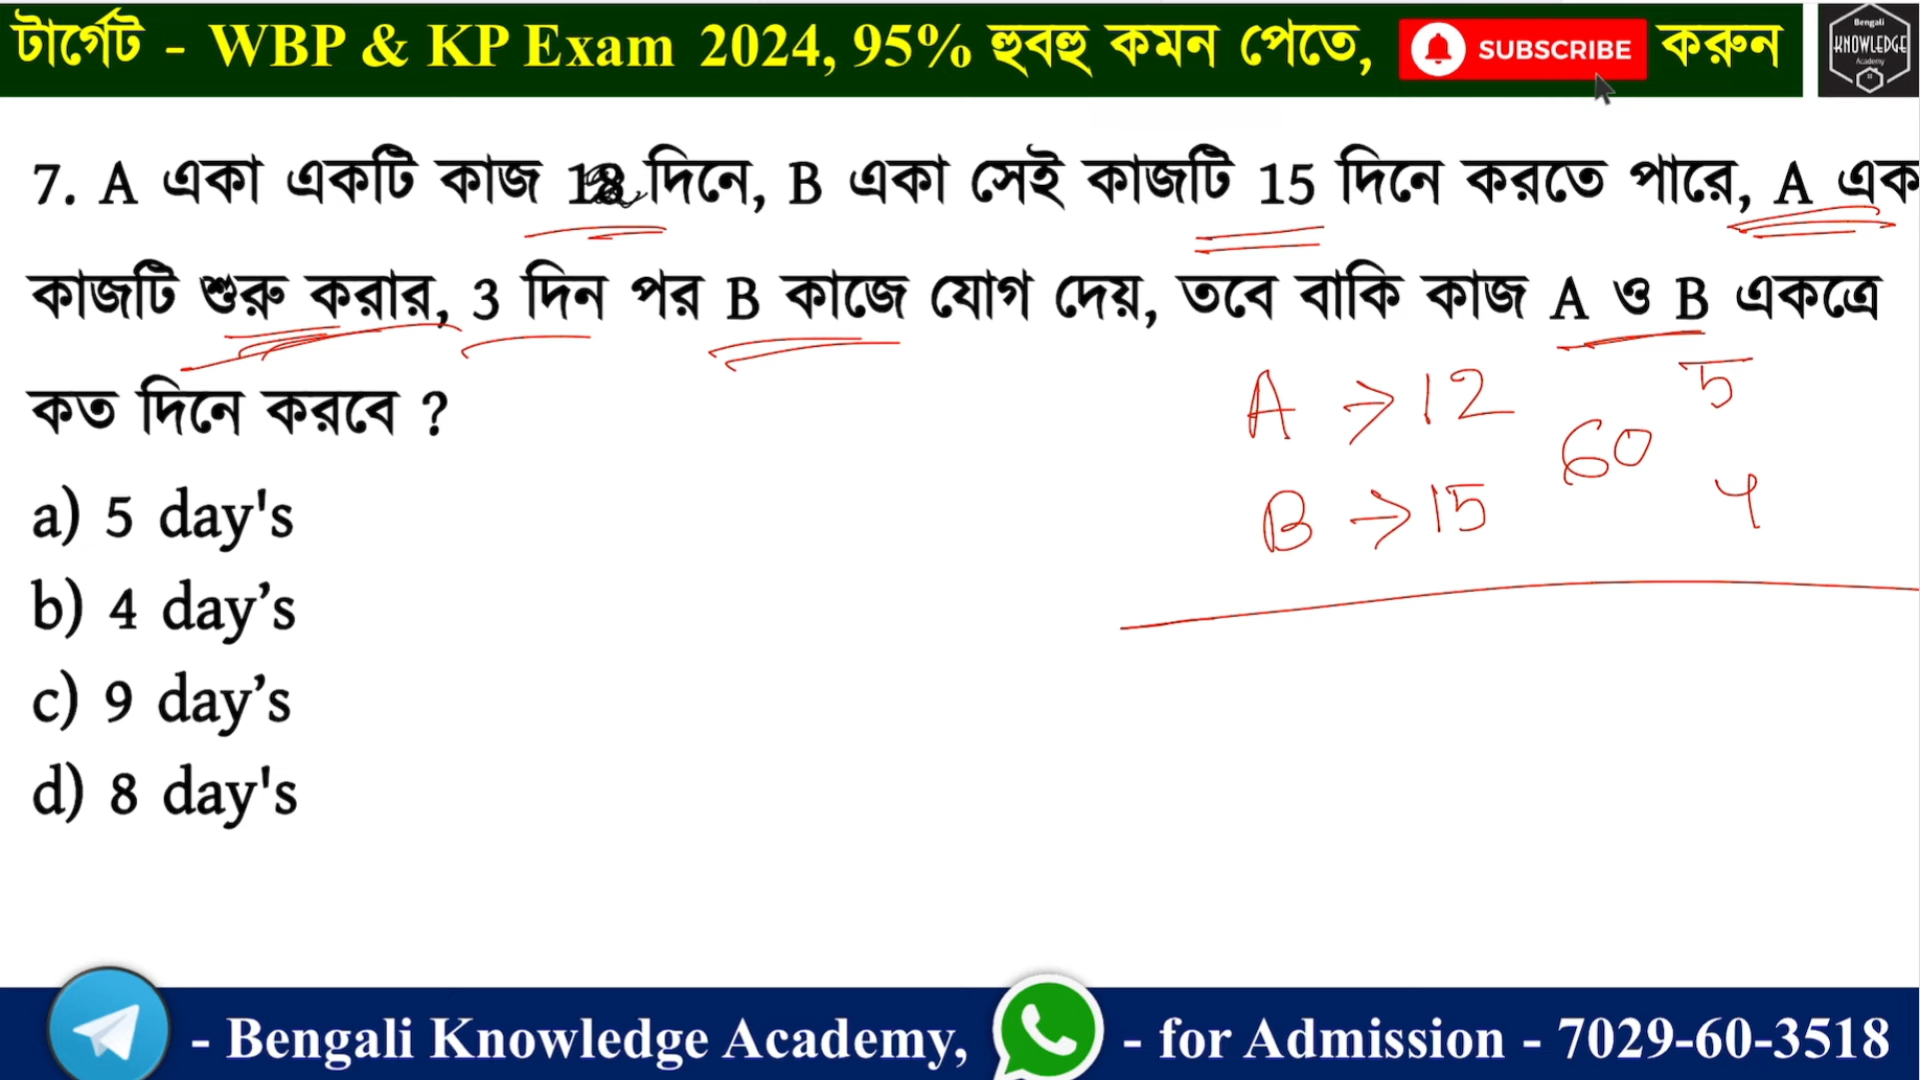 টার্গেট - WBP & KP Exam 2024, 95% হুবহু কমন পেতে, SUBSCRIBE করুন
Bengali
KNOWLEDGE
Academy
7. A একা একটি কাজ দিনে, B একা সেই কাজটি 15 দিনে করতে পারে, A এক
কাজটি শুরু করার, 3 দিন পর B কাজে যোগ দেয়, তবে বাকি কাজ A ও B একত্রে
কত দিনে করবে ?
A → 12
5
60
B → 15
4
a) 5 day's
b) 4 day’s
c) 9 day’s
d) 8 day's
- Bengali Knowledge Academy, - for Admission - 7029-60-3518